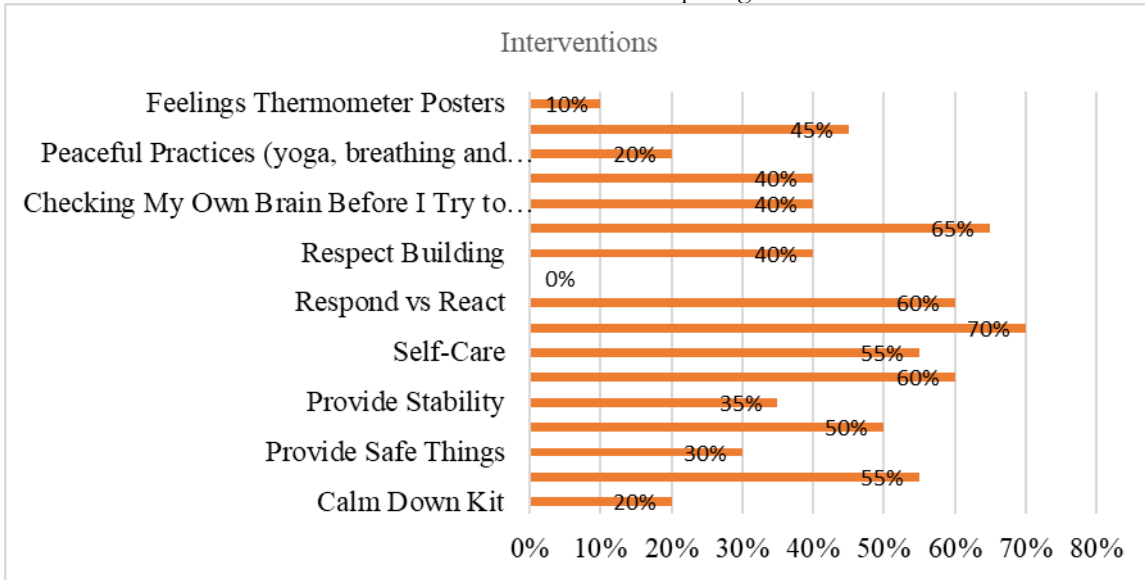 Interventions
Feelings Thermometer Posters 10%
45%
Peaceful Practices (yoga, breathing and... 20%
40%
Checking My Own Brain Before I Try to... 40%
65%
Respect Building 40%
0%
Respond vs React 60%
70%
Self-Care 55%
60%
Provide Stability 35%
50%
Provide Safe Things 30%
55%
Calm Down Kit 20%
0% 10% 20% 30% 40% 50% 60% 70% 80%